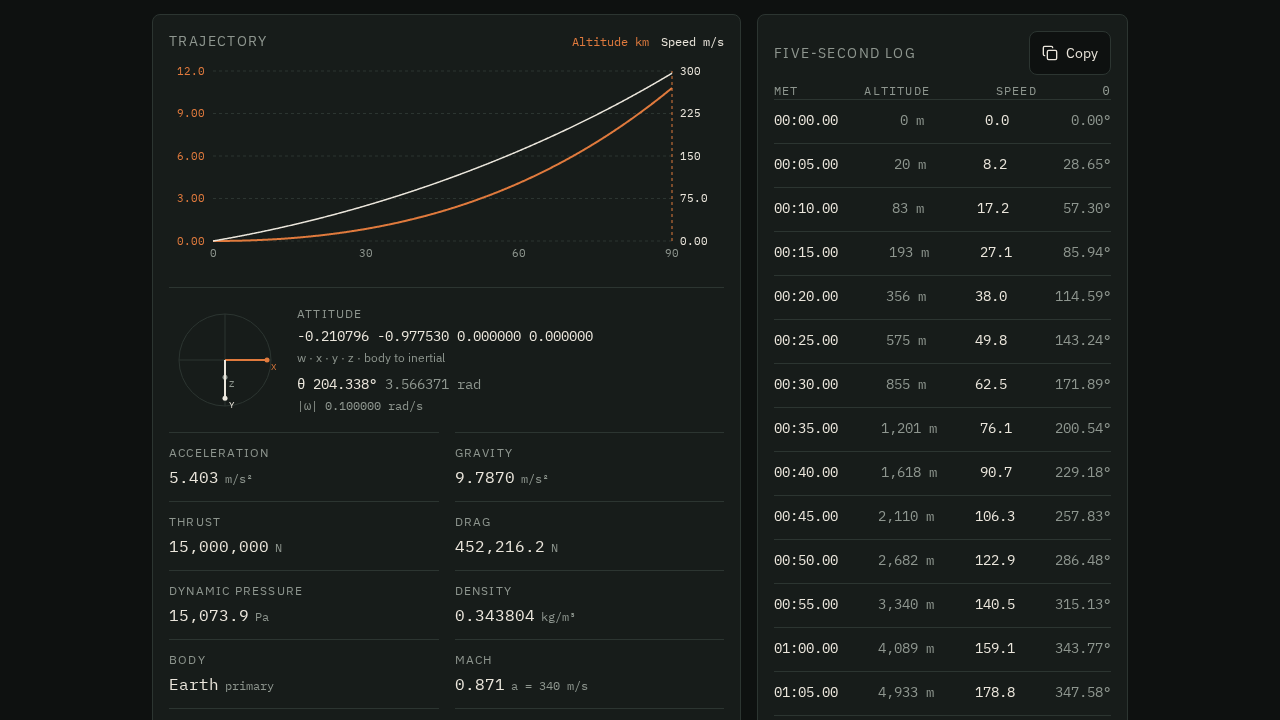 TRAJECTORY
Altitude km Speed m/s
12.0 300
9.00 225
6.00 150
3.00 75.0
0.00 0.00
0 30 60 90
X
Z
Y
ATTITUDE
-0.210796 -0.977530 0.000000 0.000000
w · x · y · z · body to inertial
θ 204.338° 3.566371 rad
|ω| 0.100000 rad/s
ACCELERATION
5.403 m/s²
GRAVITY
9.7870 m/s²
THRUST
15,000,000 N
DRAG
452,216.2 N
DYNAMIC PRESSURE
15,073.9 Pa
DENSITY
0.343804 kg/m³
BODY
Earth primary
MACH
0.871 a = 340 m/s
FIVE-SECOND LOG
Copy
MET ALTITUDE SPEED Θ
00:00.00 0 m 0.0 0.00°
00:05.00 20 m 8.2 28.65°
00:10.00 83 m 17.2 57.30°
00:15.00 193 m 27.1 85.94°
00:20.00 356 m 38.0 114.59°
00:25.00 575 m 49.8 143.24°
00:30.00 855 m 62.5 171.89°
00:35.00 1,201 m 76.1 200.54°
00:40.00 1,618 m 90.7 229.18°
00:45.00 2,110 m 106.3 257.83°
00:50.00 2,682 m 122.9 286.48°
00:55.00 3,340 m 140.5 315.13°
01:00.00 4,089 m 159.1 343.77°
01:05.00 4,933 m 178.8 347.58°